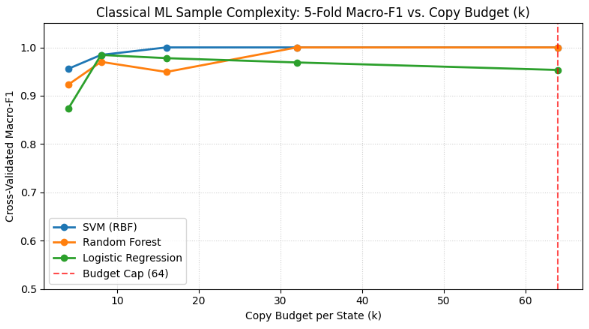 Classical ML Sample Complexity: 5-Fold Macro-F1 vs. Copy Budget (k)
Cross-Validated Macro-F1
1.0
0.9
0.8
0.7
0.6
0.5
SVM (RBF)
Random Forest
Logistic Regression
Budget Cap (64)
10
20
30
40
50
60
Copy Budget per State (k)